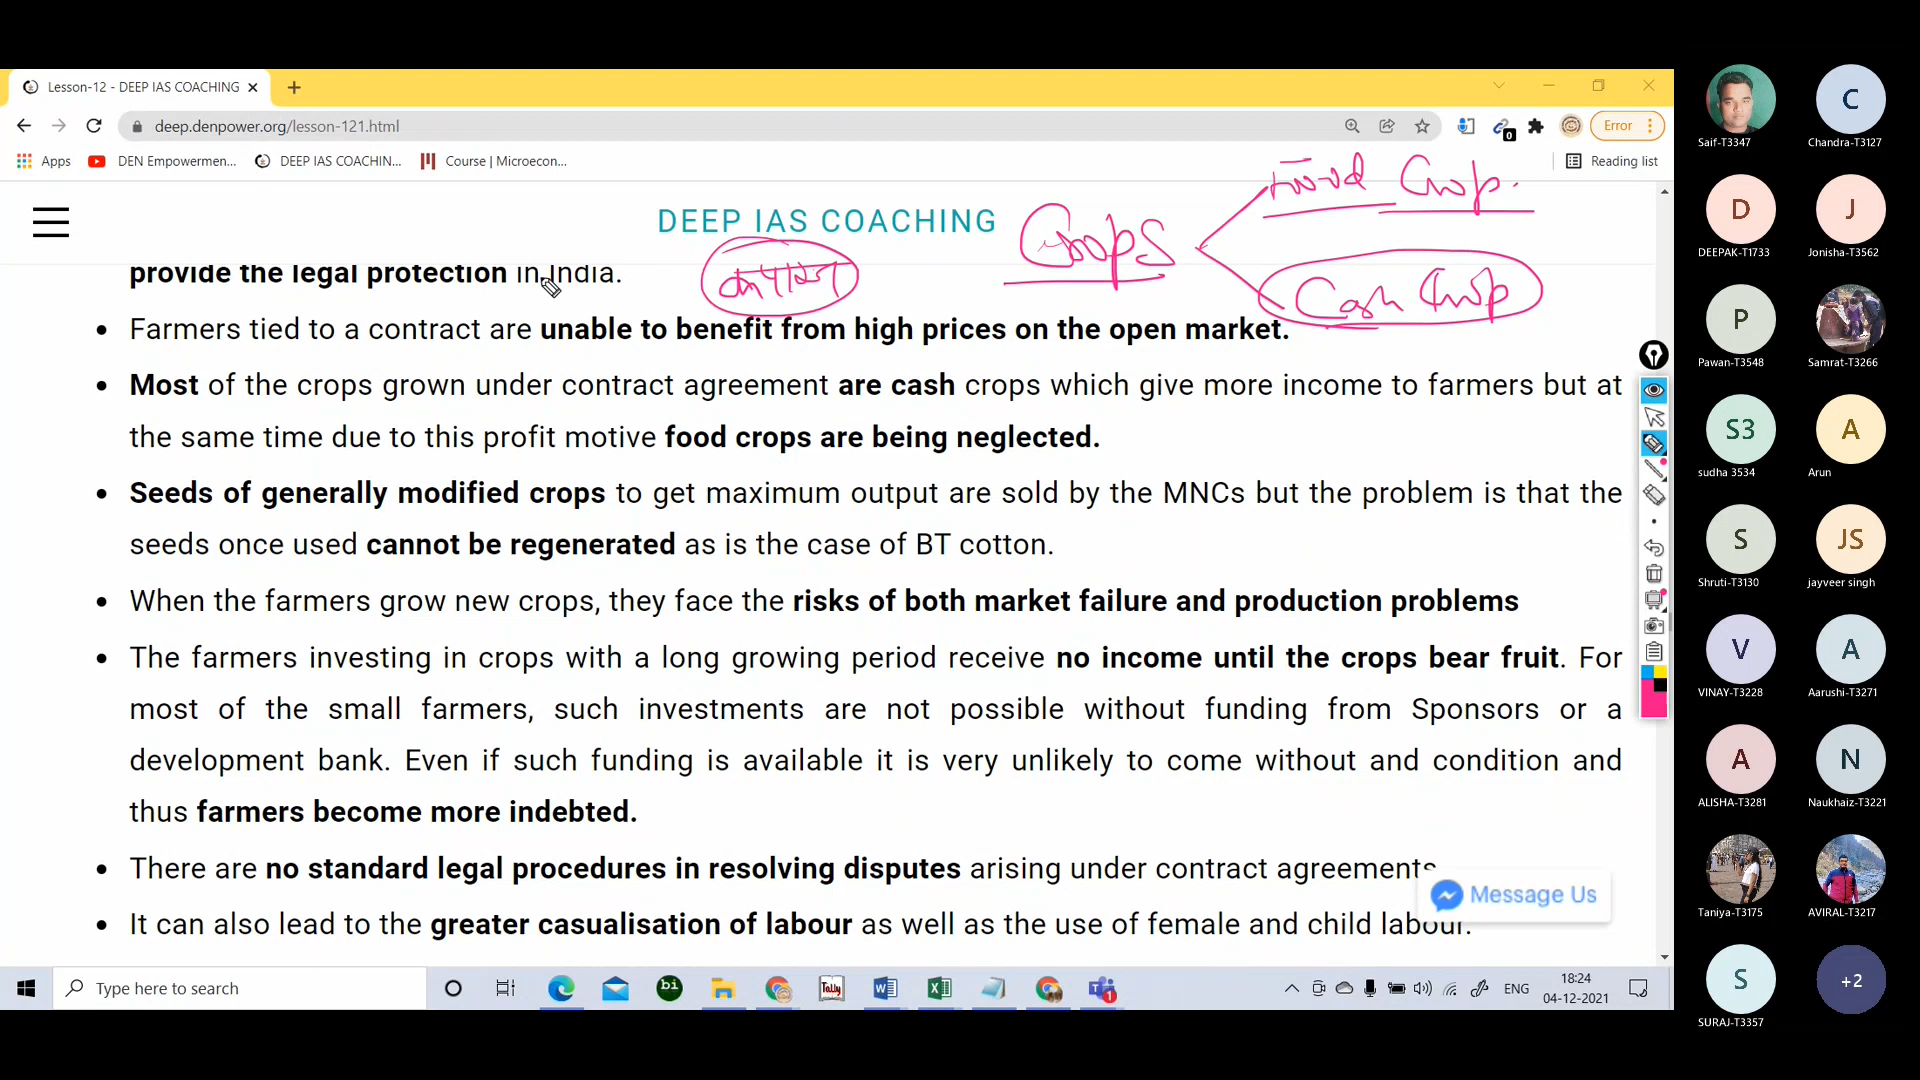 Lesson-12 - DEEP IAS COACHING
deep.denpower.org/lesson-121.html
Error
Apps
DEN Empowermen...
DEEP IAS COACHIN...
Course | Microecon...
Reading list
DEEP IAS COACHING
Crops
Food Crop.
Cash Crop
provide the legal protection in India.
Farmers tied to a contract are unable to benefit from high prices on the open market.
Most of the crops grown under contract agreement are cash crops which give more income to farmers but at
the same time due to this profit motive food crops are being neglected.
Seeds of generally modified crops to get maximum output are sold by the MNCs but the problem is that the
seeds once used cannot be regenerated as is the case of BT cotton.
When the farmers grow new crops, they face the risks of both market failure and production problems
The farmers investing in crops with a long growing period receive no income until the crops bear fruit. For
most of the small farmers, such investments are not possible without funding from Sponsors or a
development bank. Even if such funding is available it is very unlikely to come without and condition and
thus farmers become more indebted.
There are no standard legal procedures in resolving disputes arising under contract agreements
It can also lead to the greater casualisation of labour as well as the use of female and child labour.
Message Us
Type here to search
bi
Tally
1
ENG
18:24
04-12-2021
Saif-T3347
C
Chandra-T3127
D
DEEPAK-T1733
J
Jonisha-T3562
P
Pawan-T3548
Samrat-T3266
S3
sudha 3534
A
Arun
S
Shruti-T3130
JS
jayveer singh
V
VINAY-T3228
A
Aarushi-T3271
A
ALISHA-T3281
N
Naukhaiz-T3221
Taniya-T3175
AVIRAL-T3217
S
SURAJ-T3357
+2